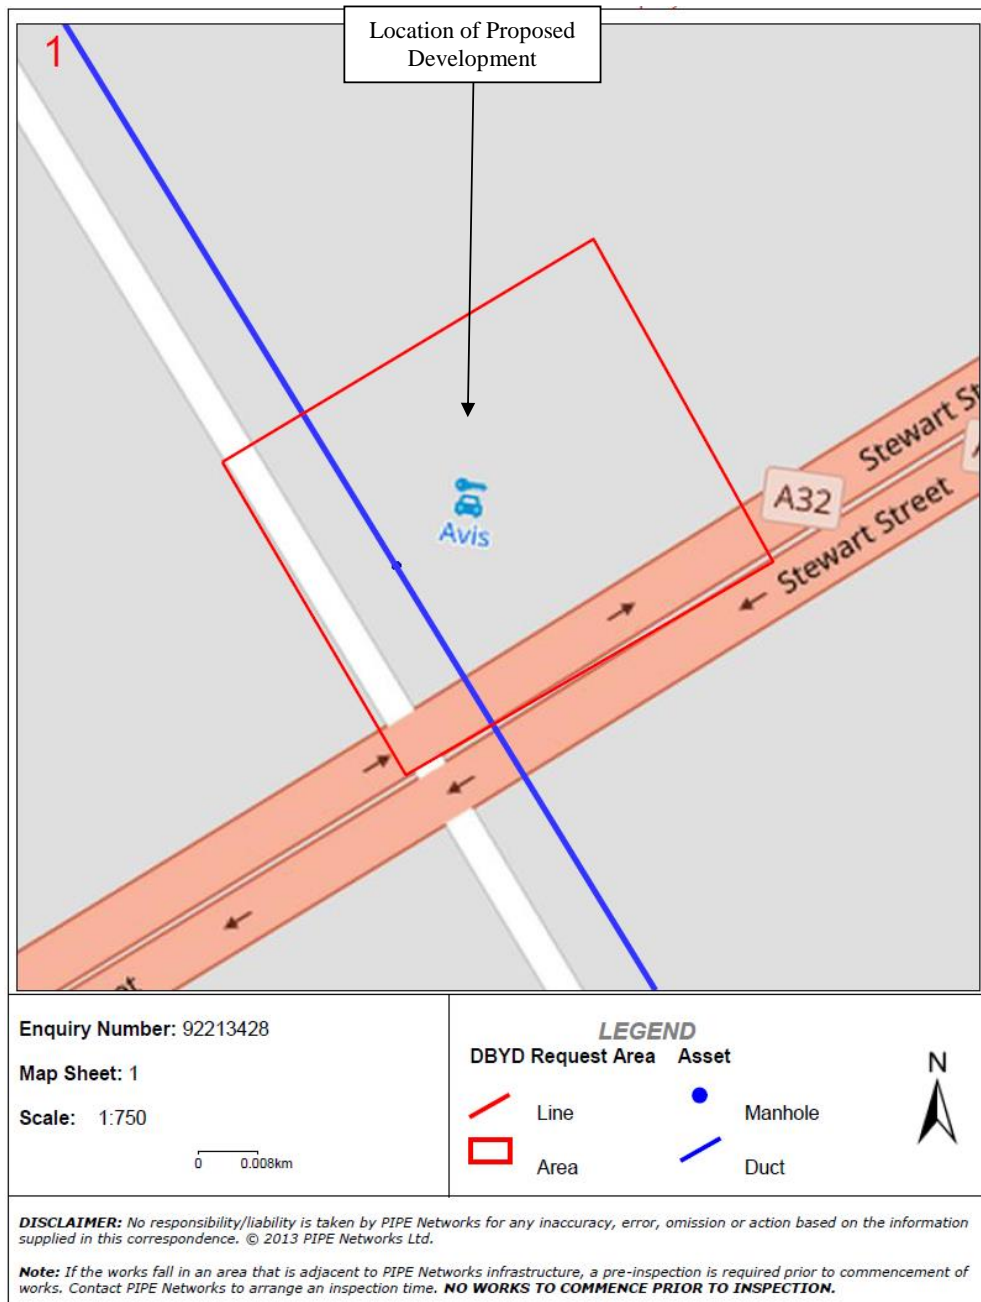 Location of Proposed
Development
1
Stewart St
A32
Stewart Street
Avis
Enquiry Number: 92213428
Map Sheet: 1
Scale: 1:750
0 0.008km
LEGEND
DBYD Request Area Asset
Line Manhole
Area Duct
N
DISCLAIMER: No responsibility/liability is taken by PIPE Networks for any inaccuracy, error, omission or action based on the information
supplied in this correspondence. © 2013 PIPE Networks Ltd.
Note: If the works fall in an area that is adjacent to PIPE Networks infrastructure, a pre-inspection is required prior to commencement of
works. Contact PIPE Networks to arrange an inspection time. NO WORKS TO COMMENCE PRIOR TO INSPECTION.